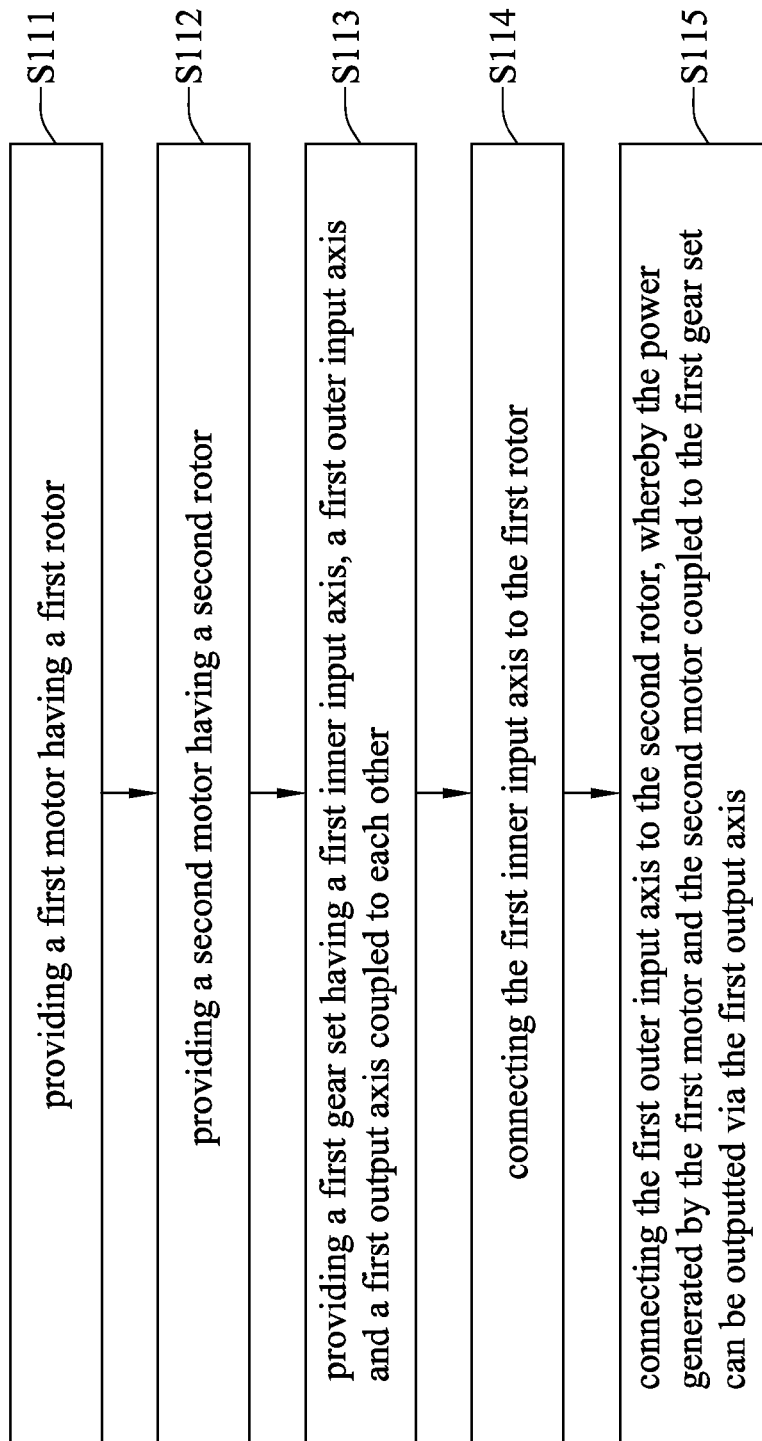 providing a first motor having a first rotor
S111
providing a second motor having a second rotor
S112
providing a first gear set having a first inner input axis, a first outer input axis
and a first output axis coupled to each other
S113
connecting the first inner input axis to the first rotor
S114
connecting the first outer input axis to the second rotor, whereby the power
generated by the first motor and the second motor coupled to the first gear set
can be outputted via the first output axis
S115